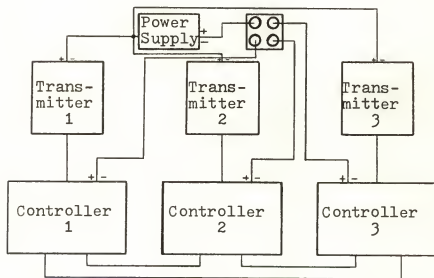 Power
Supply
+
-
+ -
+ -
+ -
Trans-
mitter
1
Trans-
mitter
2
Trans-
mitter
3
+ -
+ -
+ -
Controller
1
Controller
2
Controller
3